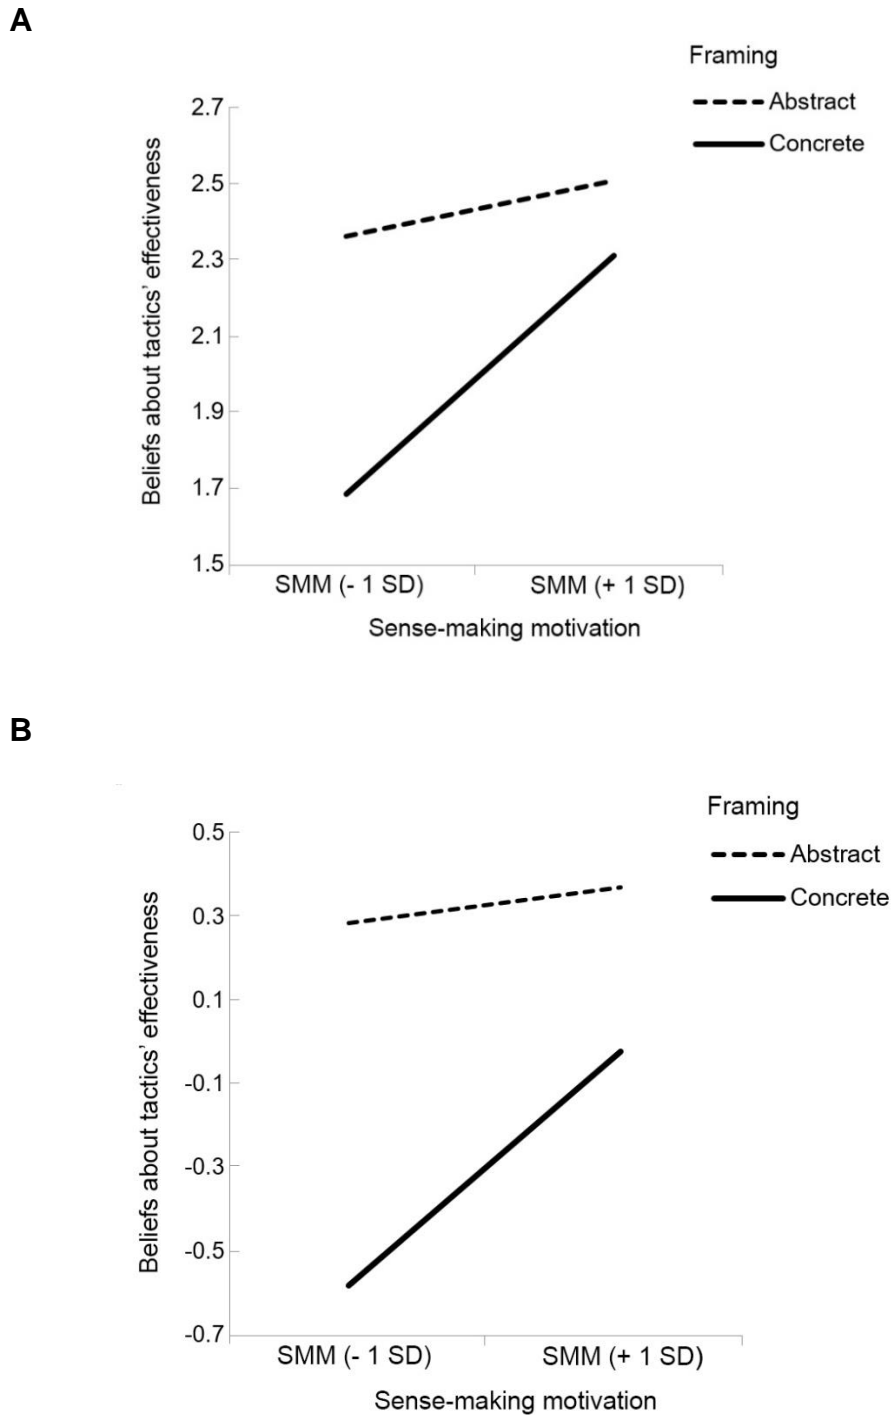 A
Framing
Abstract
Concrete
Beliefs about tactics’ effectiveness
2.7
2.5
2.3
2.1
1.9
1.7
1.5
SMM (- 1 SD)
SMM (+ 1 SD)
Sense-making motivation
B
Framing
Abstract
Concrete
Beliefs about tactics’ effectiveness
0.5
0.3
0.1
-0.1
-0.3
-0.5
-0.7
SMM (- 1 SD)
SMM (+ 1 SD)
Sense-making motivation